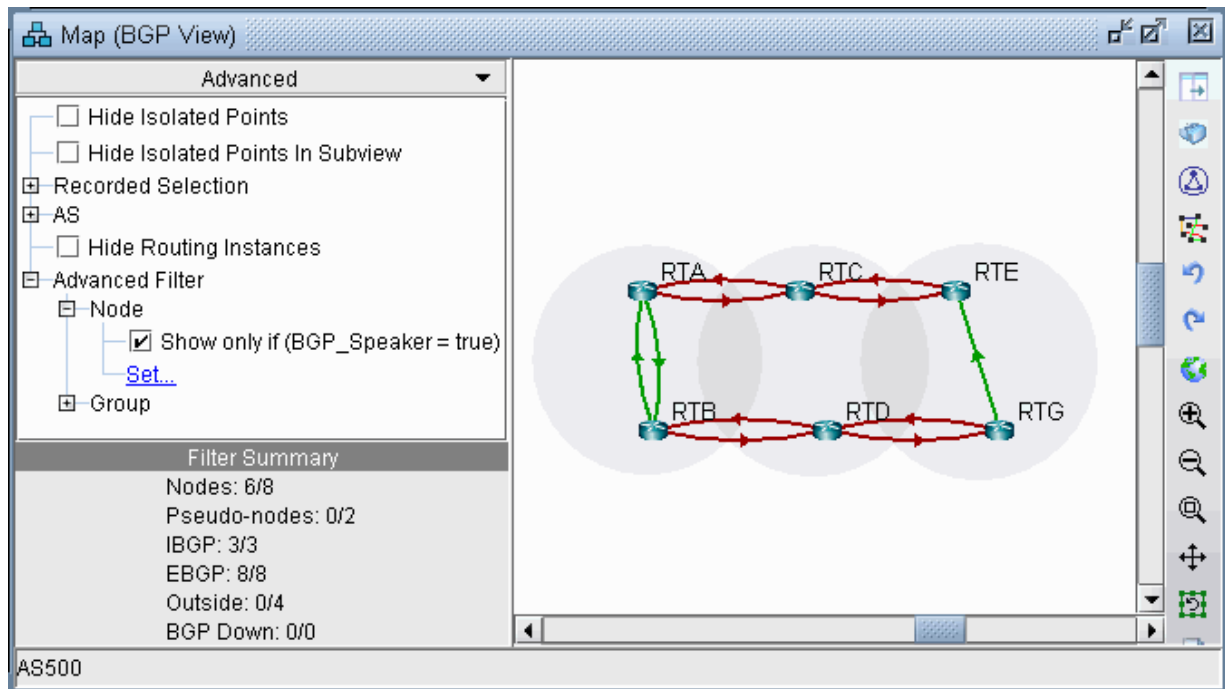 Map (BGP View)
Advanced
Hide Isolated Points
Hide Isolated Points In Subview
Recorded Selection
AS
Hide Routing Instances
Advanced Filter
Node
Show only if (BGP_Speaker = true)
Set...
Group
Filter Summary
Nodes: 6/8
Pseudo-nodes: 0/2
IBGP: 3/3
EBGP: 8/8
Outside: 0/4
BGP Down: 0/0
RTA RTC RTE
RTB RTD RTG
AS500